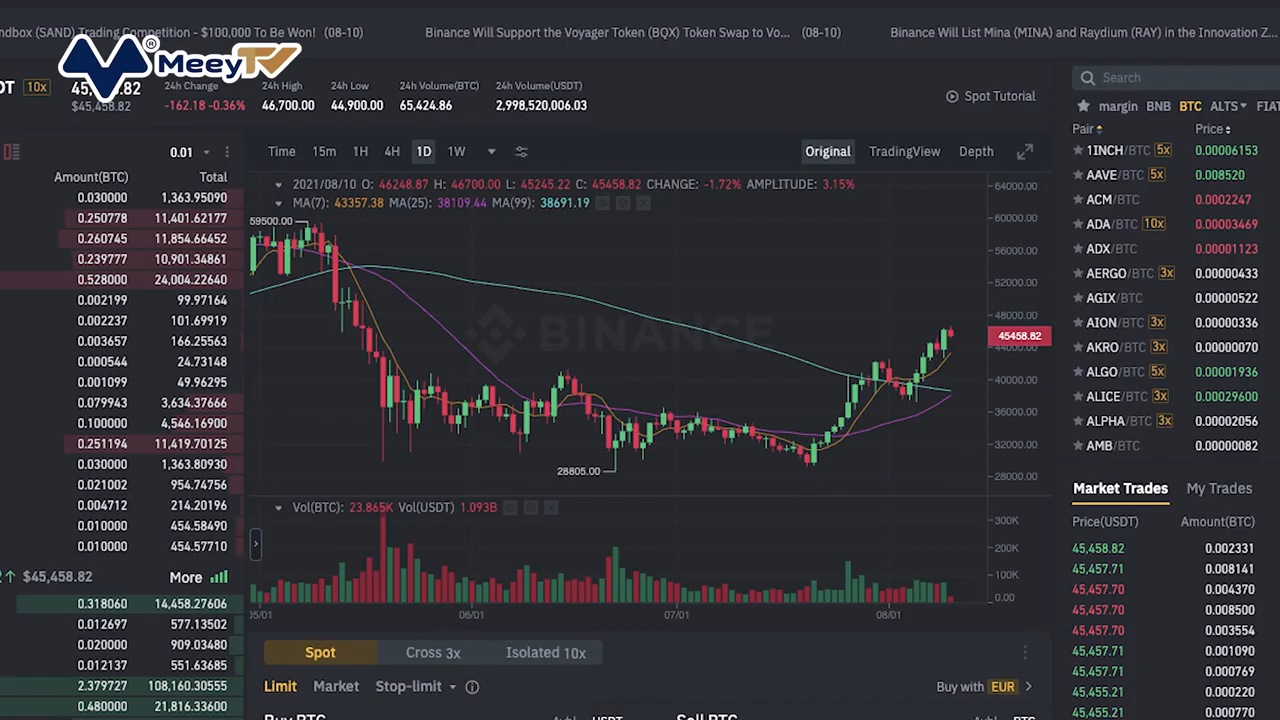 ndbox (SAND) Trading Competition - $100,000 To Be Won! (08-10)
Binance Will Support the Voyager Token (BQX) Token Swap to Vo... (08-10)
Binance Will List Mina (MINA) and Raydium (RAY) in the Innovation Z...
MeeyTV
DT 10x
45,458.82
$45,458.82
24h Change
-162.18 -0.36%
24h High
46,700.00
24h Low
44,900.00
24h Volume(BTC)
65,424.86
24h Volume(USDT)
2,998,520,006.03
Spot Tutorial
Search
margin BNB BTC ALTS FIAT
0.01
Amount(BTC) Total
0.030000 1,363.95090
0.250778 11,401.62177
0.260745 11,854.66452
0.239777 10,901.34861
0.528000 24,004.22640
0.002199 99.97164
0.002237 101.69919
0.003657 166.25563
0.000544 24.73148
0.001099 49.96295
0.079943 3,634.37666
0.100000 4,546.16900
0.251194 11,419.70125
0.030000 1,363.80930
0.021002 954.74756
0.004712 214.20196
0.010000 454.58490
0.010000 454.57710
$45,458.82 More
0.318060 14,458.27606
0.012697 577.13502
0.020000 909.03480
0.012137 551.63685
2.379727 108,160.30555
0.480000 21,816.33600
Time 15m 1H 4H 1D 1W
Original TradingView Depth
2021/08/10 O: 46248.87 H: 46700.00 L: 45245.22 C: 45458.82 CHANGE: -1.72% AMPLITUDE: 3.15%
MA(7): 43357.38 MA(25): 38109.44 MA(99): 38691.19
59500.00
28805.00
BINANCE
64000.00
60000.00
56000.00
52000.00
48000.00
45458.82
44000.00
40000.00
36000.00
32000.00
28000.00
Vol(BTC): 23.865K Vol(USDT) 1.093B
300K
200K
100K
0.00
05/01 06/01 07/01 08/01
Spot Cross 3x Isolated 10x
Limit Market Stop-limit
Buy with EUR
Buy BTC Avbl USDT Sell BTC Avbl BTC
Pair Price
1INCH/BTC 5x 0.00006153
AAVE/BTC 5x 0.008520
ACM/BTC 0.0002247
ADA/BTC 10x 0.00003469
ADX/BTC 0.00001123
AERGO/BTC 3x 0.00000433
AGIX/BTC 0.00000522
AION/BTC 3x 0.00000336
AKRO/BTC 3x 0.00000070
ALGO/BTC 5x 0.00001936
ALICE/BTC 3x 0.00029600
ALPHA/BTC 3x 0.00002056
AMB/BTC 0.00000082
Market Trades My Trades
Price(USDT) Amount(BTC)
45,458.82 0.002331
45,457.71 0.008141
45,457.70 0.004370
45,457.70 0.008500
45,457.70 0.003554
45,457.71 0.001090
45,457.71 0.000769
45,455.21 0.000220
45,455.21 0.000770